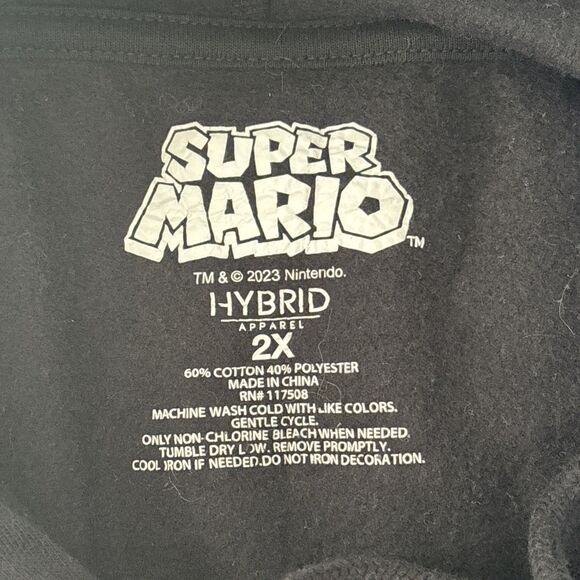 SUPER
MARIO™
TM & © 2023 Nintendo.
HYBRID
APPAREL
2X
60% COTTON 40% POLYESTER
MADE IN CHINA
RN# 117508
MACHINE WASH COLD WITH LIKE COLORS.
GENTLE CYCLE.
ONLY NON-CHLORINE BLEACH WHEN NEEDED.
TUMBLE DRY LOW. REMOVE PROMPTLY.
COOL IRON IF NEEDED.DO NOT IRON DECORATION.